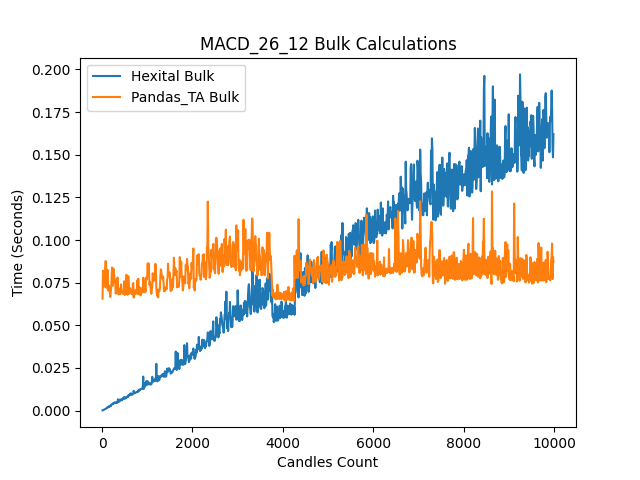 MACD_26_12 Bulk Calculations
Hexital Bulk
Pandas_TA Bulk
Time (Seconds)
0.200
0.175
0.150
0.125
0.100
0.075
0.050
0.025
0.000
0 2000 4000 6000 8000 10000
Candles Count